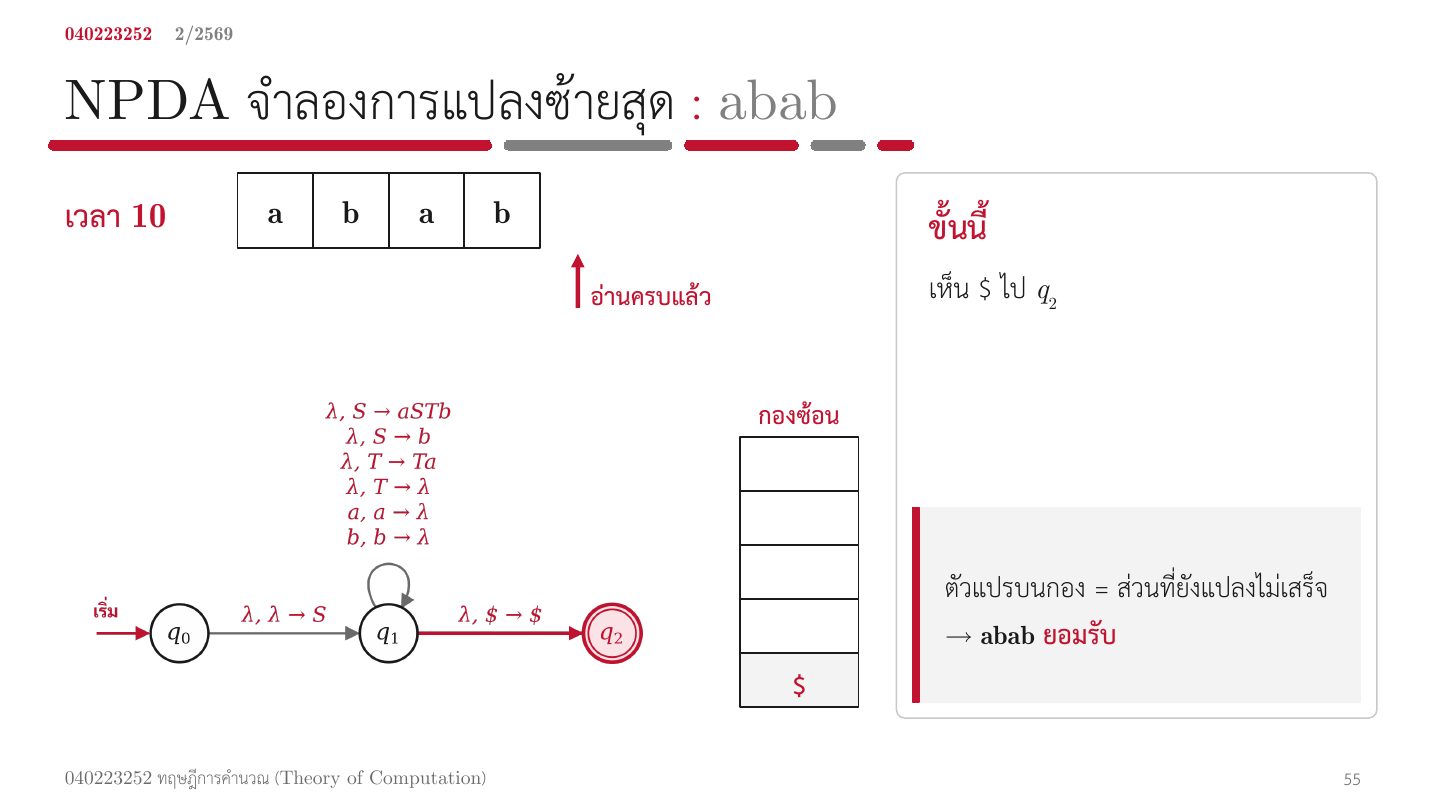 040223252 2/2569
NPDA จำลองการแปลงซ้ายสุด : abab
เวลา 10
a b a b
อ่านครบแล้ว
λ, S → aSTb
λ, S → b
λ, T → Ta
λ, T → λ
a, a → λ
b, b → λ
เริ่ม
q₀
λ, λ → S
q₁
λ, $ → $
q₂
กองซ้อน
$
ขั้นนี้
เห็น $ ไป q₂
ตัวแปรบนกอง = ส่วนที่ยังแปลงไม่เสร็จ
→ abab ยอมรับ
040223252 ทฤษฎีการคำนวณ (Theory of Computation)
55